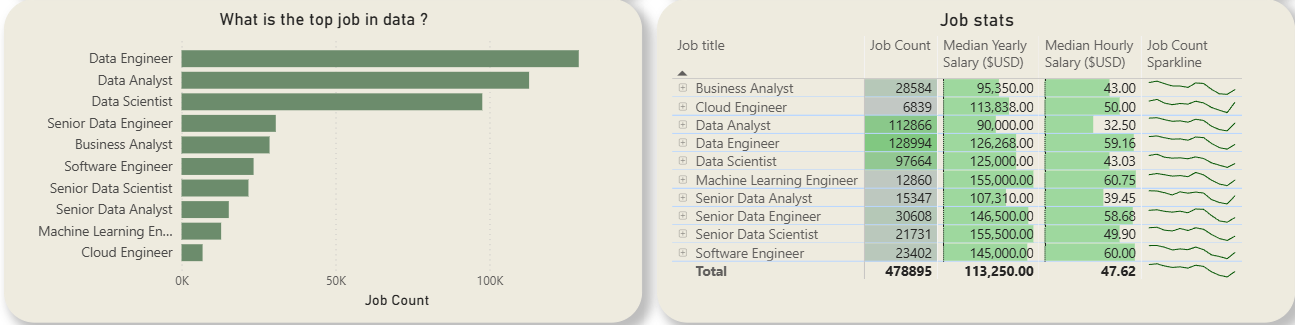 What is the top job in data ?
Data Engineer
Data Analyst
Data Scientist
Senior Data Engineer
Business Analyst
Software Engineer
Senior Data Scientist
Senior Data Analyst
Machine Learning En...
Cloud Engineer
0K 50K 100K
Job Count
Job stats
Job title Job Count Median Yearly Salary ($USD) Median Hourly Salary ($USD) Job Count Sparkline
Business Analyst 28584 95,350.00 43.00
Cloud Engineer 6839 113,838.00 50.00
Data Analyst 112866 90,000.00 32.50
Data Engineer 128994 126,268.00 59.16
Data Scientist 97664 125,000.00 43.03
Machine Learning Engineer 12860 155,000.00 60.75
Senior Data Analyst 15347 107,310.00 39.45
Senior Data Engineer 30608 146,500.00 58.68
Senior Data Scientist 21731 155,500.00 49.90
Software Engineer 23402 145,000.00 60.00
Total 478895 113,250.00 47.62